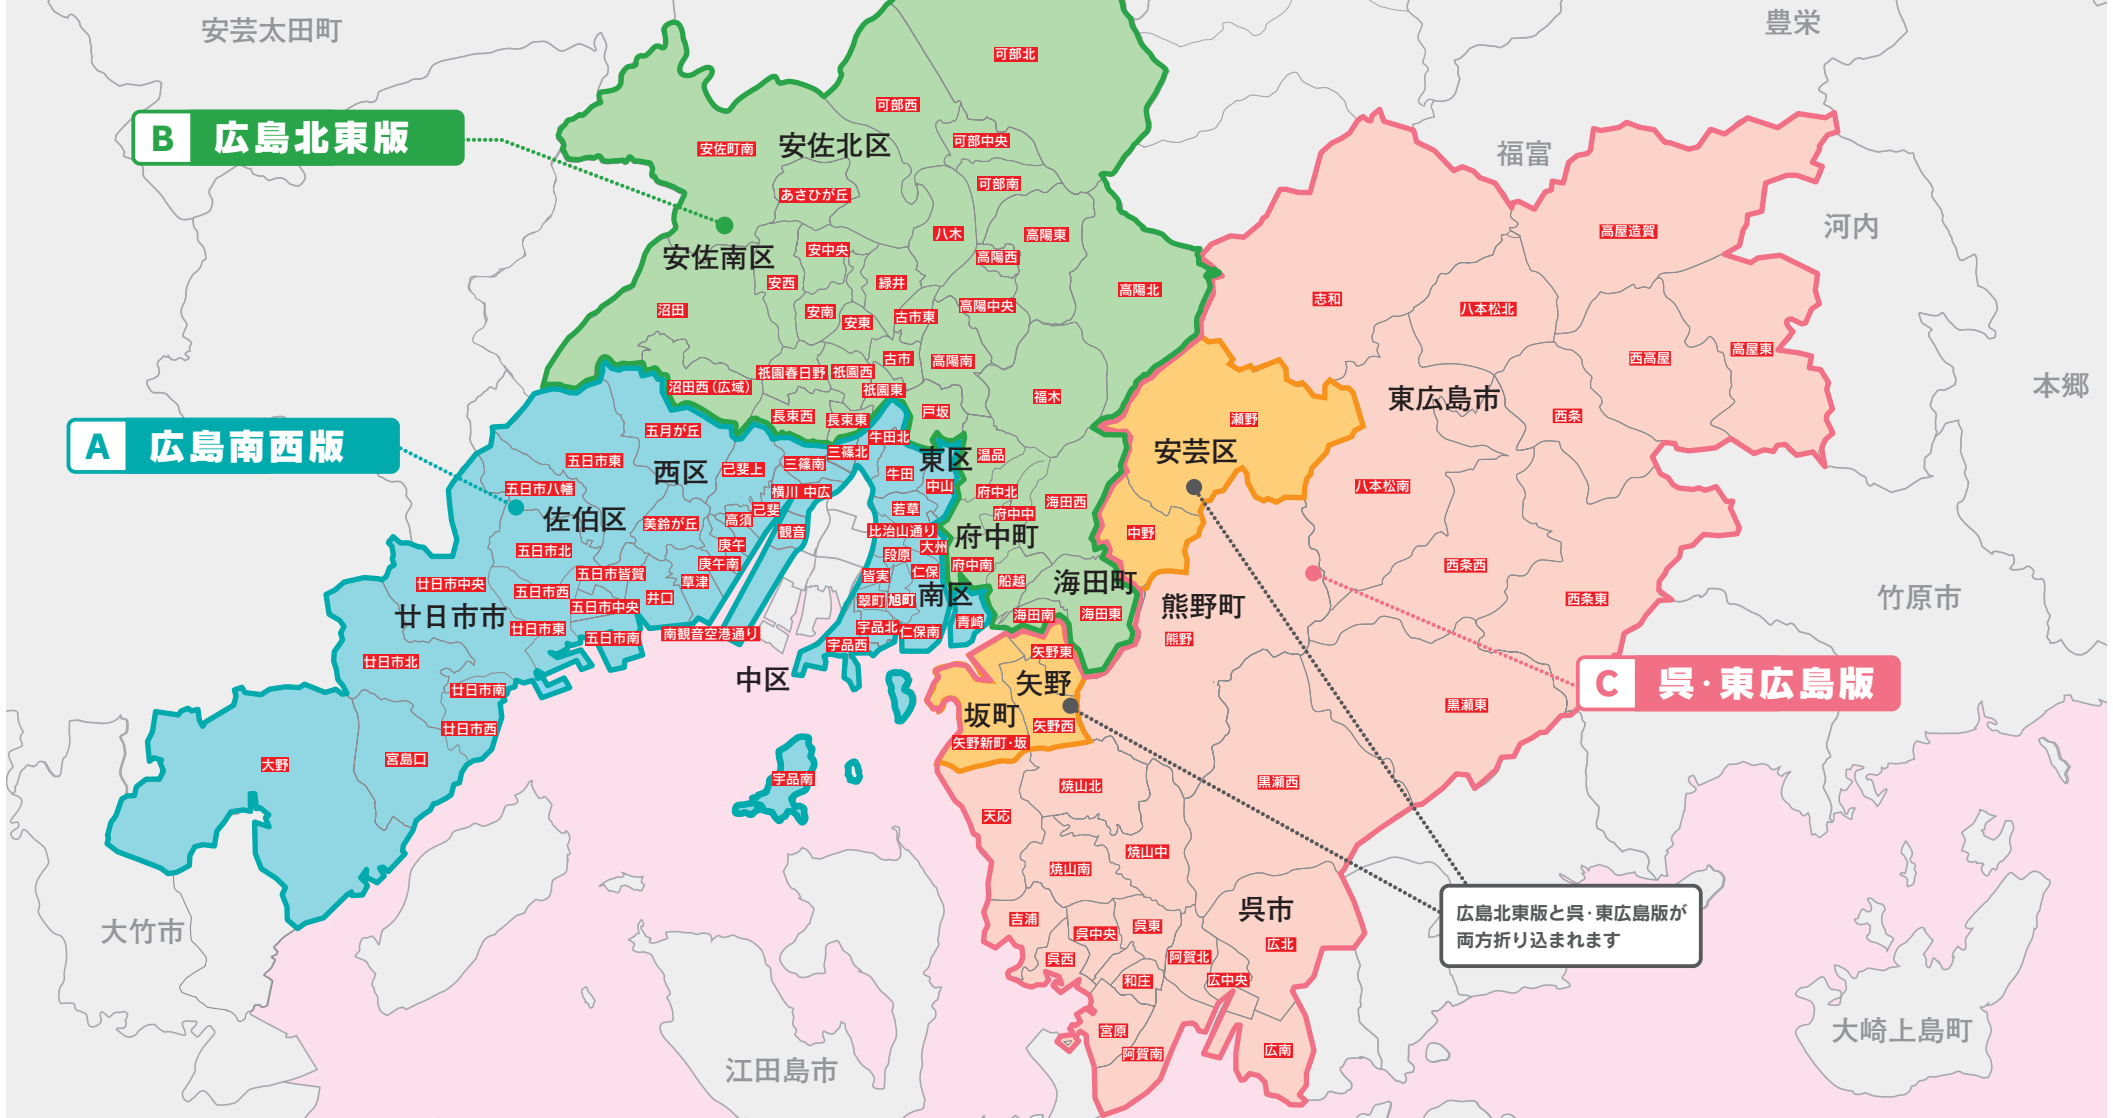 安芸太田町
豊栄
可部北
可部西
B 広島北東版
安佐北区
可部中央
安佐町南
福富
可部南
あさひが丘
高屋造賀
河内
八木
高陽東
安中央
安佐南区
高陽西
安西
緑井
高陽北
志和
高陽中央
八本松北
沼田
安南
古市東
安東
高屋東
西高屋
古市
高陽南
祇園春日野
祇園西
沼田西(広域)
祇園東
本郷
福木
東広島市
戸坂
長束西
長束東
西条
瀬野
五月が丘
牛田北
A 広島南西版
安芸区
三篠北
温品
東区
五日市東
三篠南
西区
己斐上
牛田
中山
五日市八幡
横川
中広
府中北
八本松南
海田西
己斐
若草
府中中
佐伯区
美鈴が丘
高須
観音
比治山通り
府中町
中野
庚午
大州
五日市北
段原
庚午南
府中南
西条西
五日市皆賀
皆実
仁保
廿日市中央
草津
船越
海田町
五日市西
井口
南区
竹原市
西条東
翠町
旭町
五日市中央
熊野町
廿日市市
海田南
海田東
青崎
廿日市東
宇品北
仁保南
南観音空港通り
五日市南
熊野
宇品西
矢野東
廿日市北
中区
矢野
C 呉・東広島版
廿日市南
黒瀬東
坂町
矢野西
廿日市西
矢野新町・坂
宮島口
大野
宇品南
黒瀬西
焼山北
天応
焼山中
焼山南
呉市
広島北東版と呉・東広島版が
両方折り込まれます
吉浦
呉東
大竹市
呉中央
広北
阿賀北
呉西
和庄
広中央
宮原
大崎上島町
広南
阿賀南
江田島市